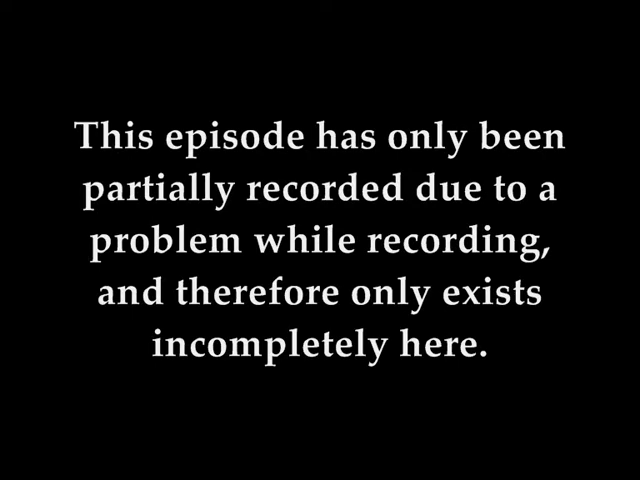 This episode has only been
partially recorded due to a
problem while recording,
and therefore only exists
incompletely here.